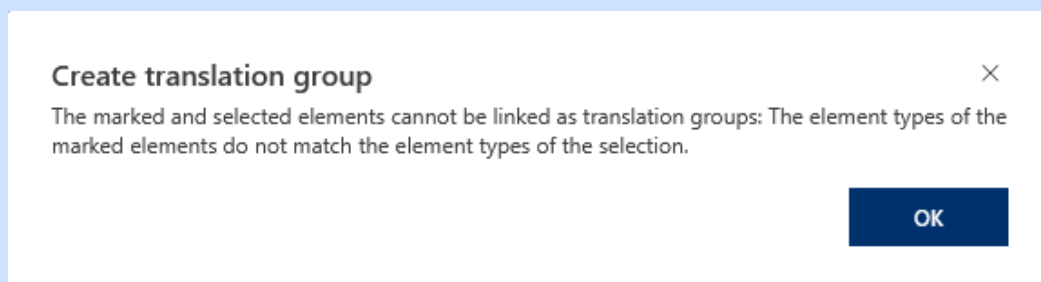 Create translation group
The marked and selected elements cannot be linked as translation groups: The element types of the
marked elements do not match the element types of the selection.
OK